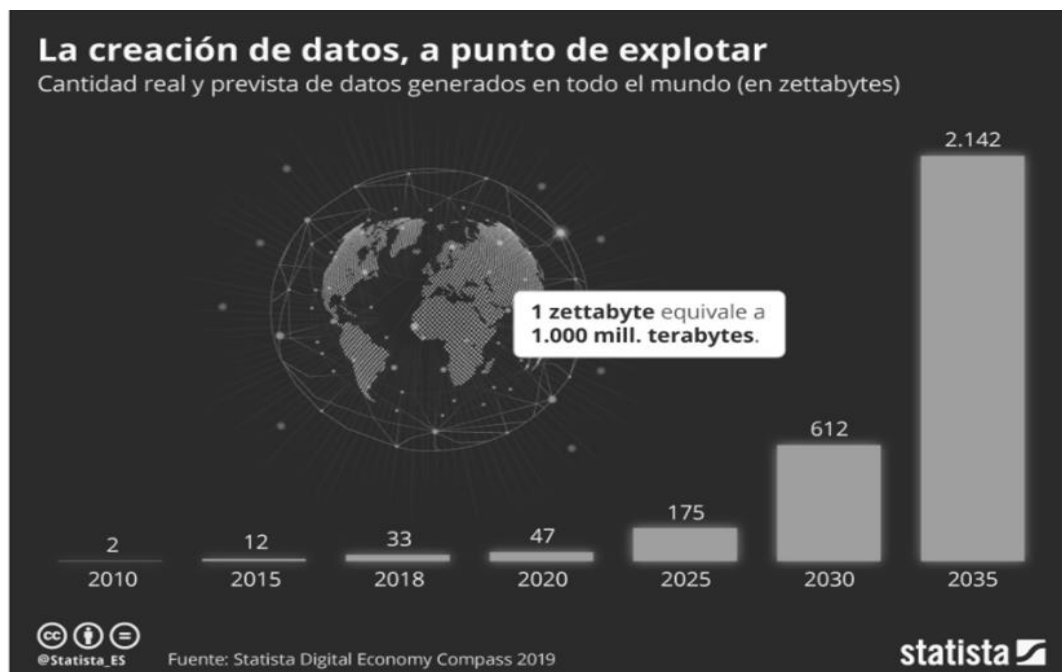 La creación de datos, a punto de explotar
Cantidad real y prevista de datos generados en todo el mundo (en zettabytes)
2.142
1 zettabyte equivale a
1.000 mill. terabytes.
612
175
47
33
12
2
2010 2015 2018 2020 2025 2030 2035
cc
@Statista_ES
Fuente: Statista Digital Economy Compass 2019
statista